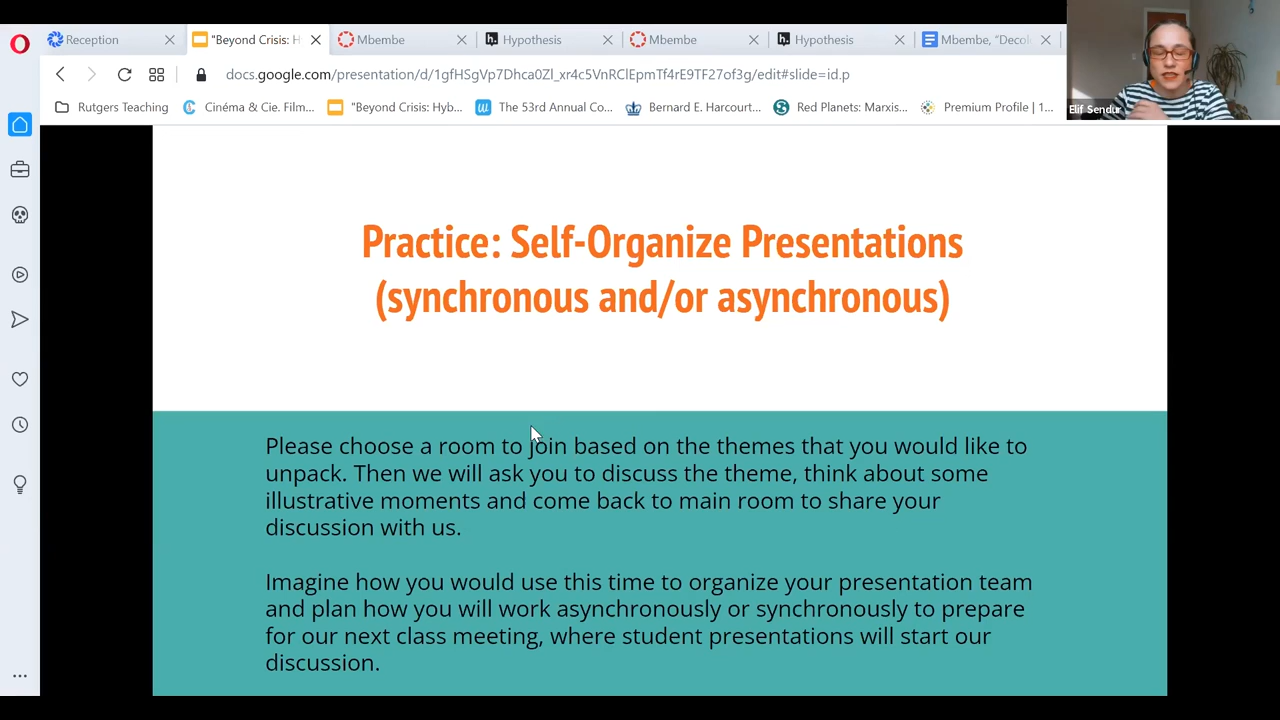 Reception
"Beyond Crisis: H
Mbembe
h. Hypothesis
Mbembe
h. Hypothesis
Mbembe, "Decol
docs.google.com/presentation/d/1gfHSgVp7Dhca0Zl_xr4c5VnRClEpmTf4rE9TF27of3g/edit#slide=id.p
Rutgers Teaching
Cinéma & Cie. Film...
"Beyond Crisis: Hyb...
The 53rd Annual Co...
Bernard E. Harcourt...
Red Planets: Marxis...
Premium Profile | 1...
Elif Sendur
Practice: Self-Organize Presentations
(synchronous and/or asynchronous)
Please choose a room to join based on the themes that you would like to
unpack. Then we will ask you to discuss the theme, think about some
illustrative moments and come back to main room to share your
discussion with us.
Imagine how you would use this time to organize your presentation team
and plan how you will work asynchronously or synchronously to prepare
for our next class meeting, where student presentations will start our
discussion.